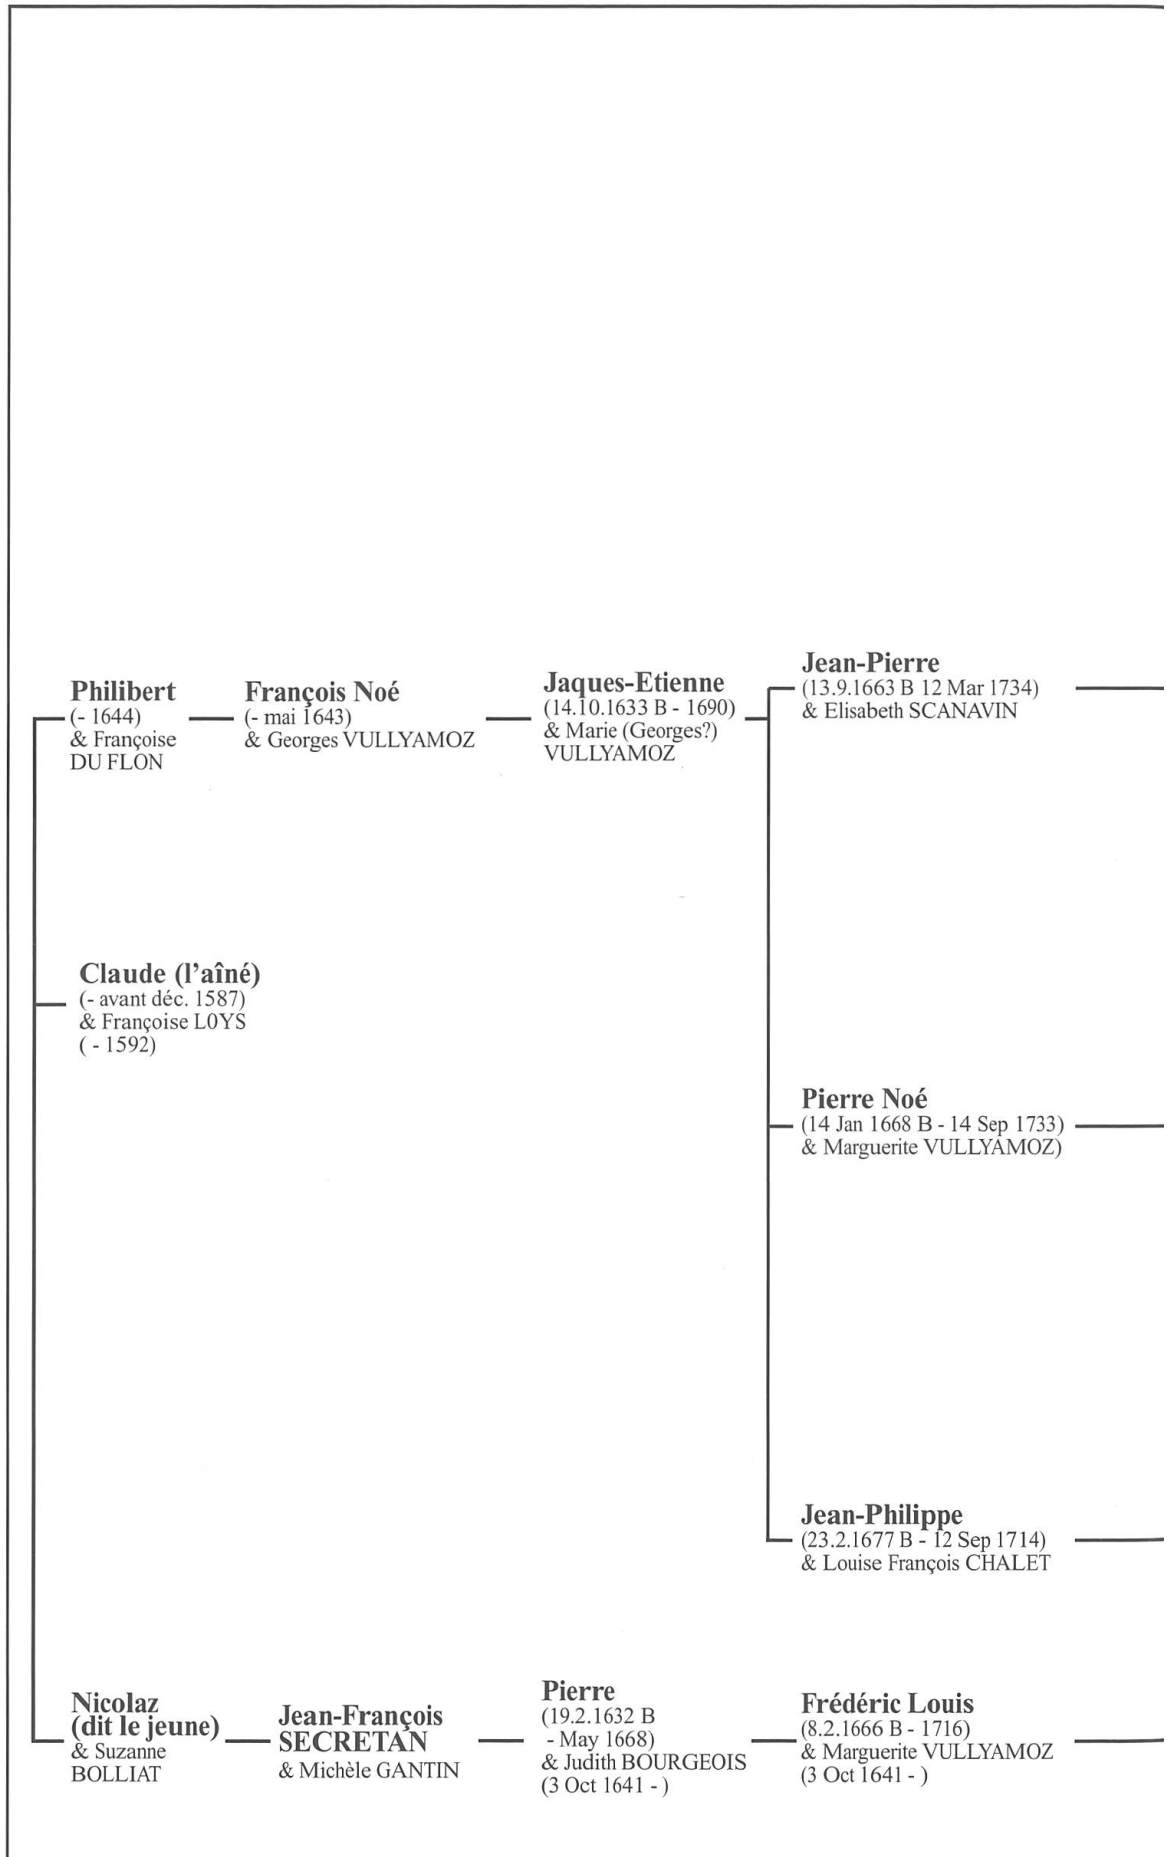 Philibert
(- 1644)
& Françoise
DU FLON
François Noé
(- mai 1643)
& Georges VULLYAMOZ
Jaques-Etienne
(14.10.1633 B - 1690)
& Marie (Georges?)
VULLYAMOZ
Jean-Pierre
(13.9.1663 B 12 Mar 1734)
& Elisabeth SCANAVIN
Claude (l'aîné)
(- avant déc. 1587)
& Françoise L0YS
( - 1592)
Pierre Noé
(14 Jan 1668 B - 14 Sep 1733)
& Marguerite VULLYAMOZ)
Jean-Philippe
(23.2.1677 B - 12 Sep 1714)
& Louise François CHALET
Nicolaz
(dit le jeune)
& Suzanne
BOLLIAT
Jean-François
SECRETAN
& Michèle GANTIN
Pierre
(19.2.1632 B
- May 1668)
& Judith BOURGEOIS
(3 Oct 1641 - )
Frédéric Louis
(8.2.1666 B - 1716)
& Marguerite VULLYAMOZ
(3 Oct 1641 - )